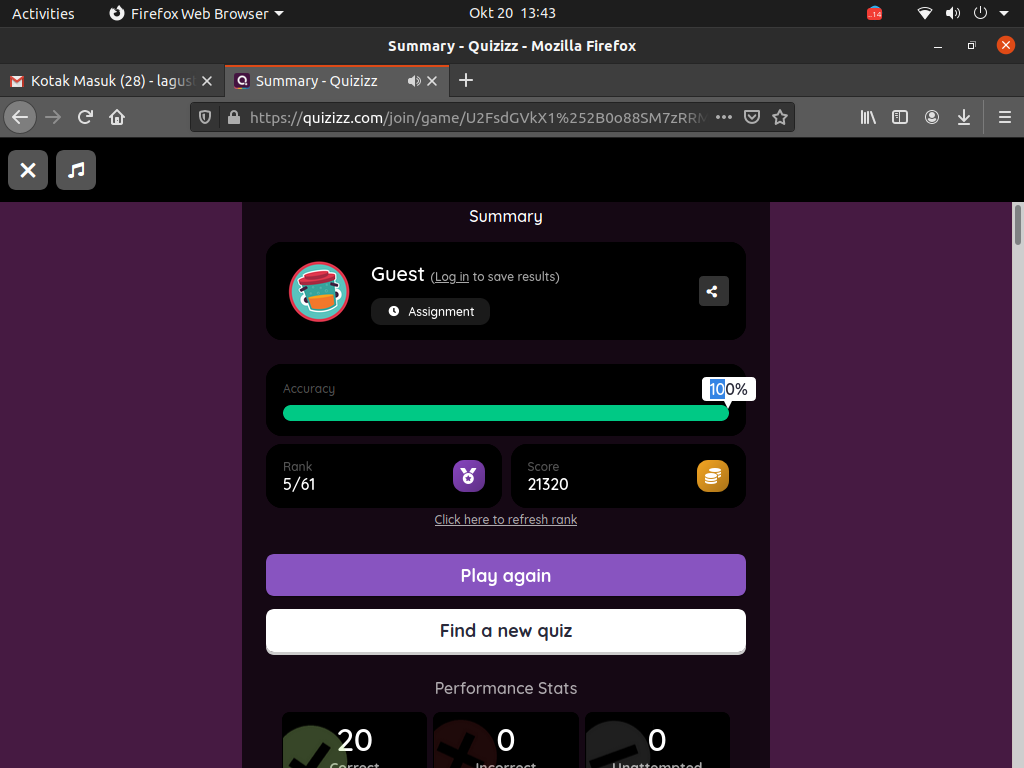 Activities Firefox Web Browser Okt 20 13:43
Summary - Quizizz - Mozilla Firefox
Kotak Masuk (28) - lagus Summary - Quizizz
https://quizizz.com/join/game/U2FsdGVkX1%252B0o88SM7zRRM
Summary
Guest (Log in to save results)
Assignment
Accuracy
100%
Rank
5/61
Score
21320
Click here to refresh rank
Play again
Find a new quiz
Performance Stats
20 0 0
Correct Incorrect Unattempted